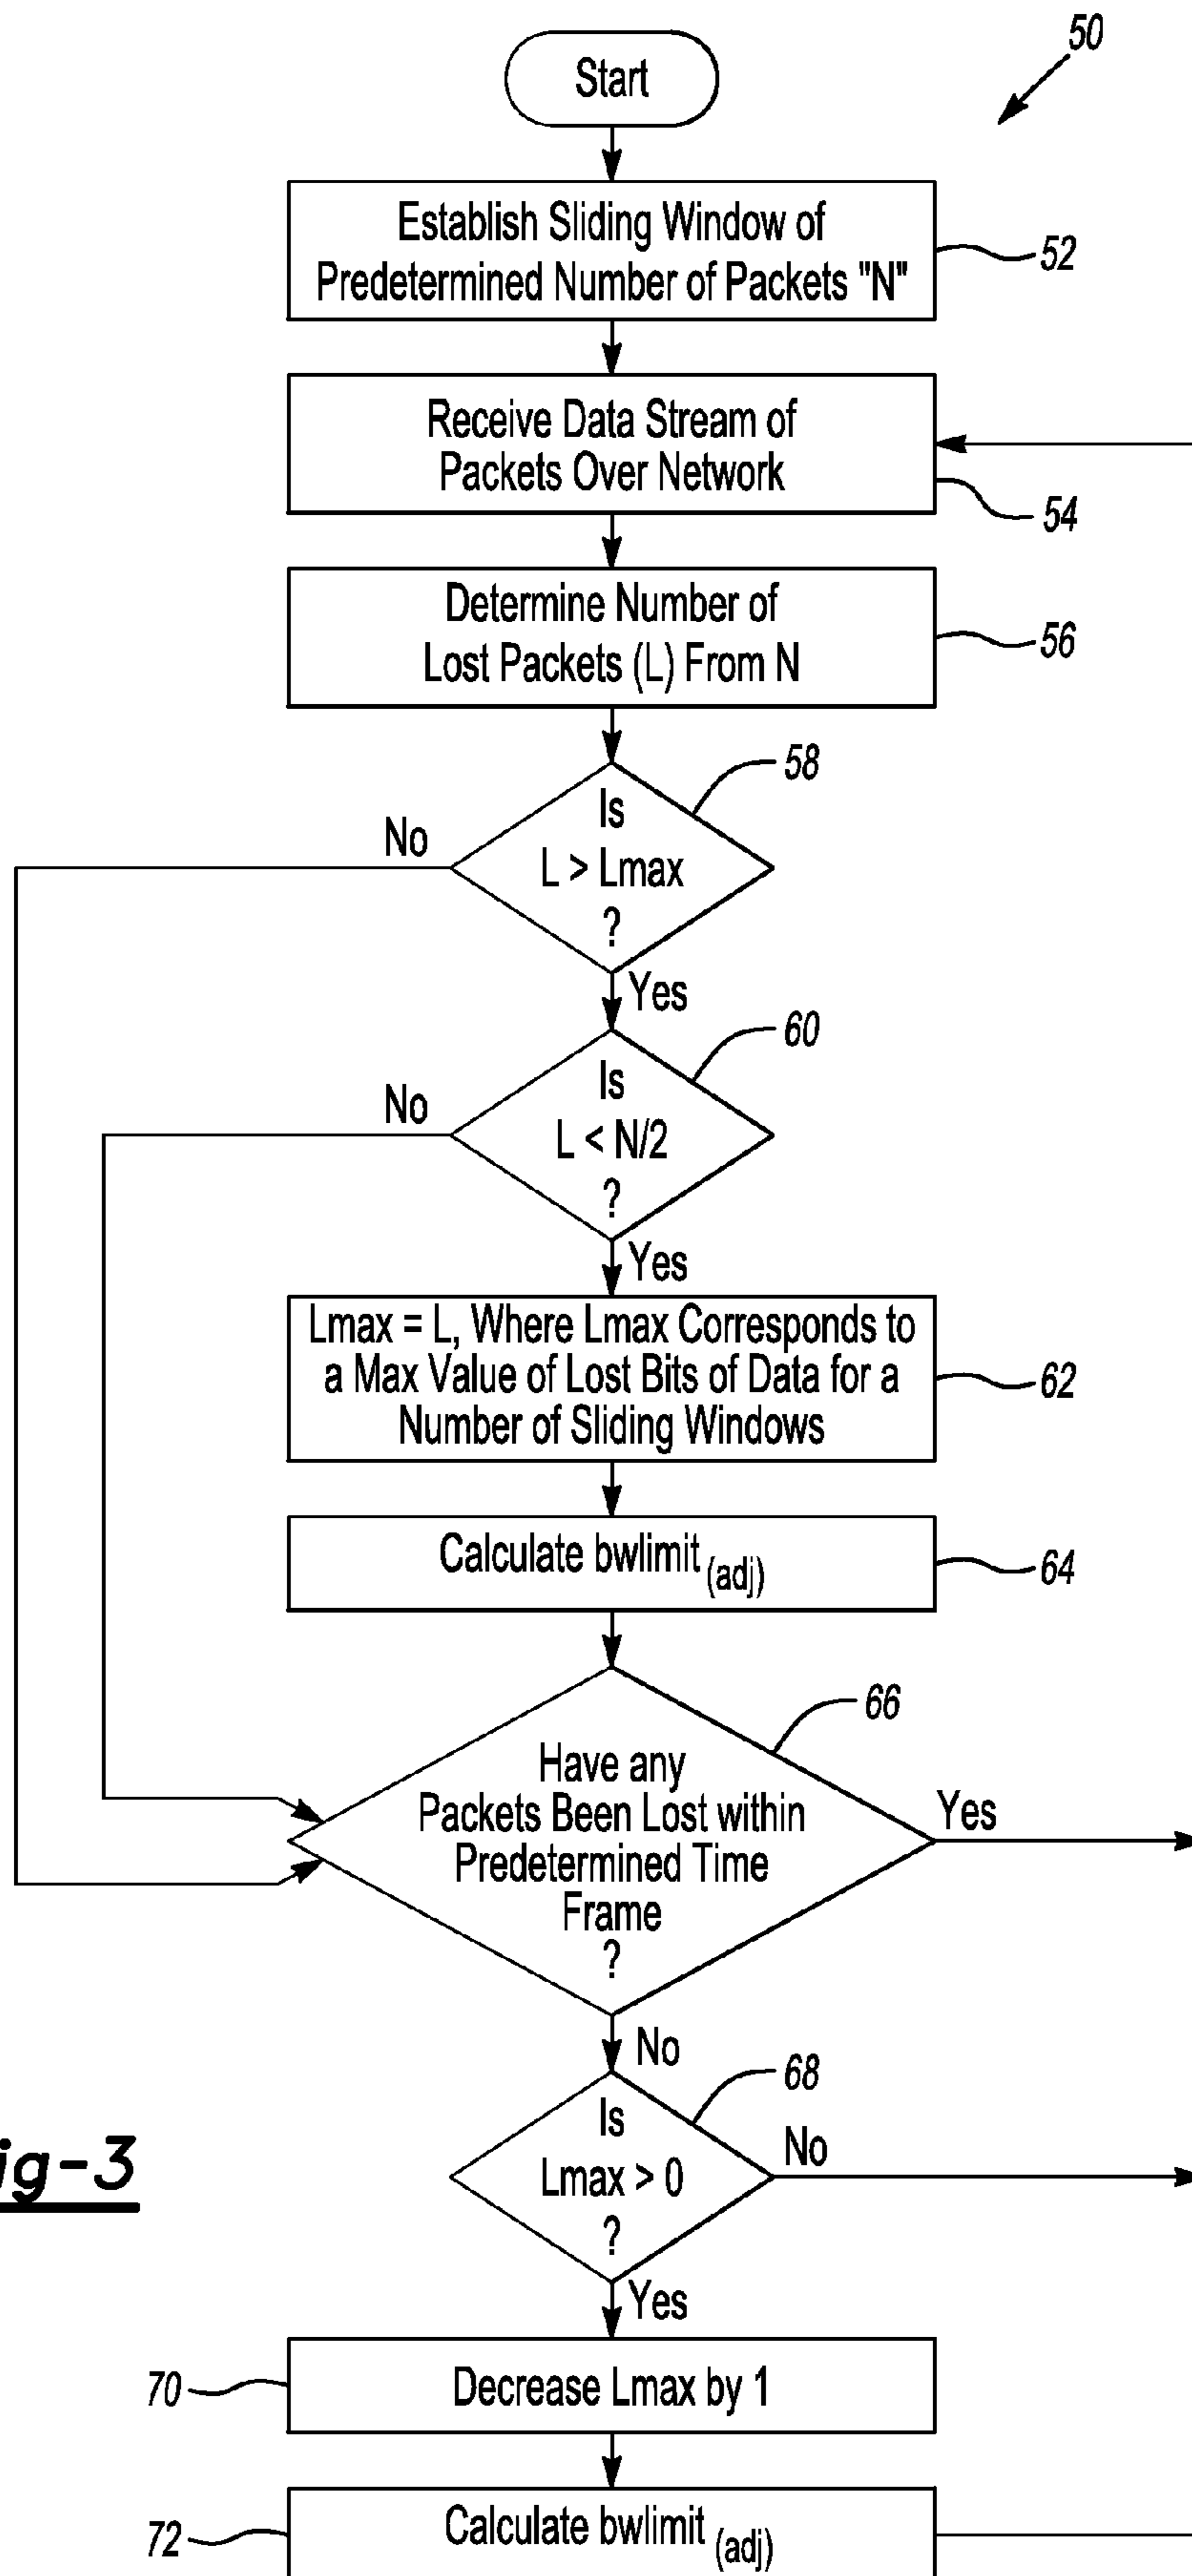 50
Start
Establish Sliding Window of
Predetermined Number of Packets "N"
52
Receive Data Stream of
Packets Over Network
54
Determine Number of
Lost Packets (L) From N
56
58
Is
L > Lmax
?
No
Yes
60
Is
L < N/2
?
No
Yes
Lmax = L, Where Lmax Corresponds to
a Max Value of Lost Bits of Data for a
Number of Sliding Windows
62
Calculate bwlimit (adj)
64
66
Have any
Packets Been Lost within
Predetermined Time
Frame
?
Yes
No
68
Is
Lmax > 0
?
No
Yes
ig-3
70
Decrease Lmax by 1
72
Calculate bwlimit (adj)